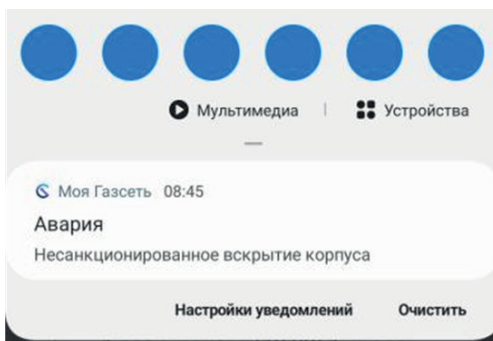 Мультимедиа | Устройства
Моя Газсеть 08:45
Авария
Несанкционированное вскрытие корпуса
Настройки уведомлений Очистить